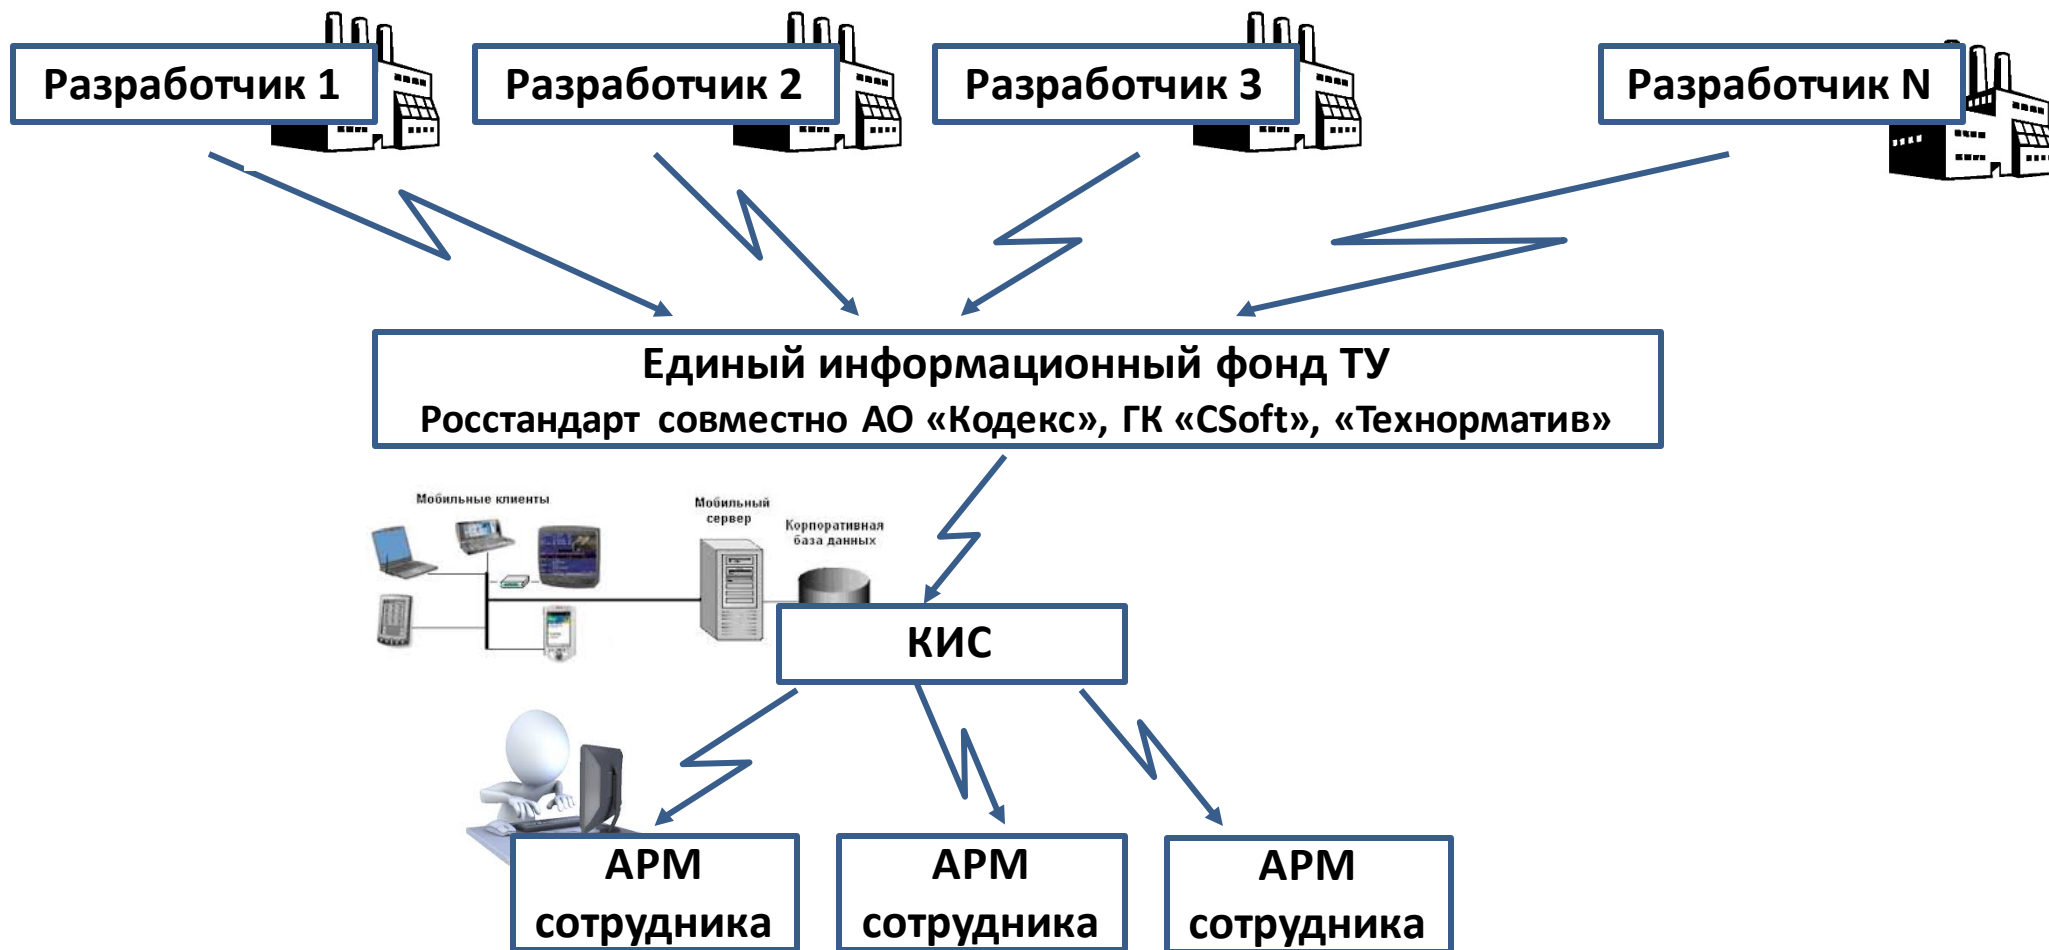 Разработчик 1
Разработчик 2
Разработчик 3
Разработчик N
Единый информационный фонд ТУ
Росстандарт совместно АО «Кодекс», ГК «CSoft», «Технорматив»
Мобильные клиенты
Мобильный
сервер
Корпоративная
база данных
КИС
АРМ
сотрудника
АРМ
сотрудника
АРМ
сотрудника